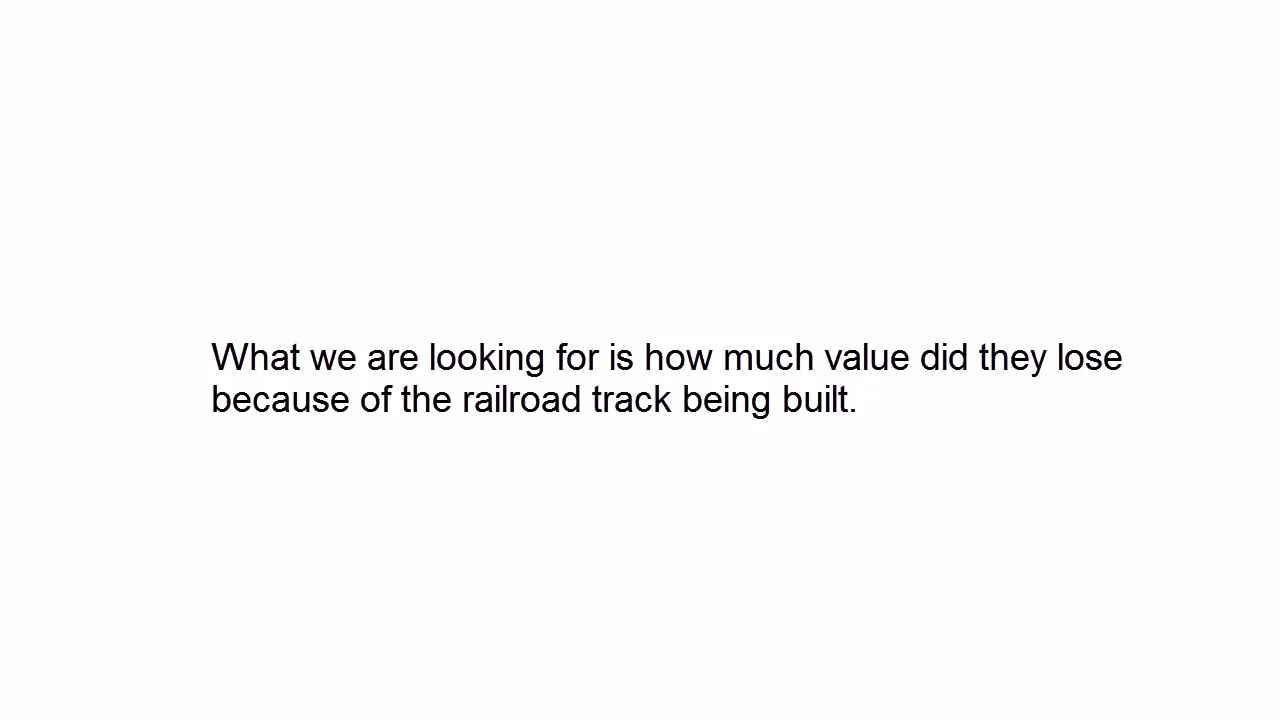 What we are looking for is how much value did they lose
because of the railroad track being built.